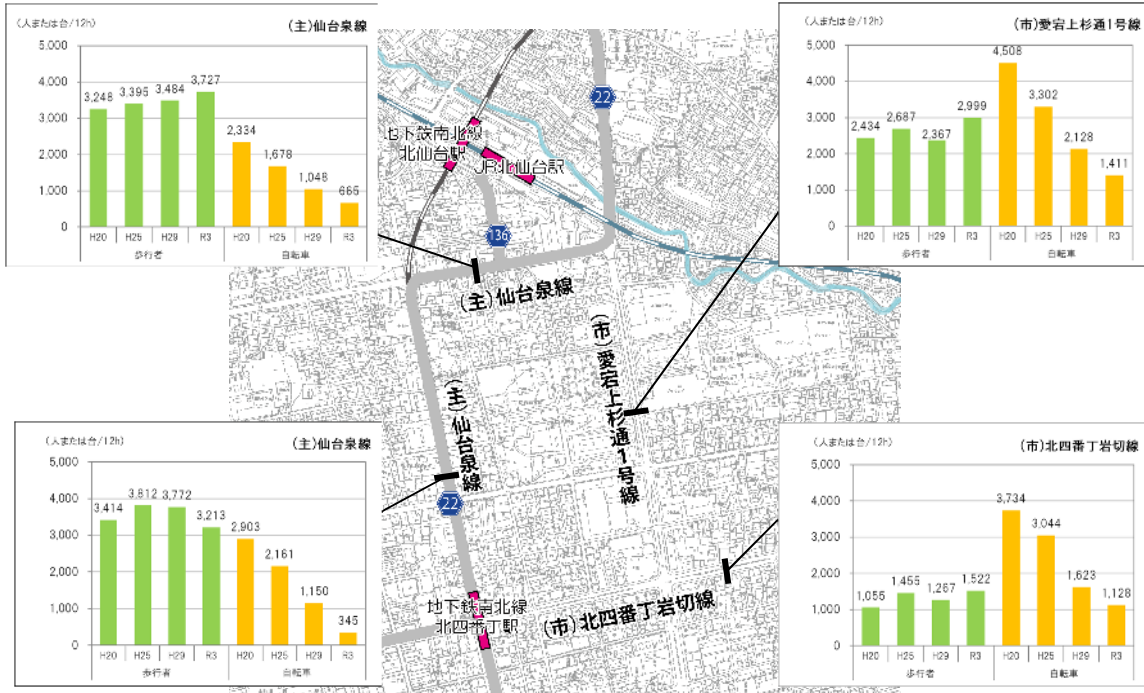 (人または台/12h)
(主)仙台泉線
5,000
4,000
3,000
2,000
1,000
0
3,248
3,395
3,484
3,727
2,334
1,678
1,048
665
H20
H25
H29
R3
H20
H25
H29
R3
歩行者
自転車
(人または台/12h)
(市)愛宕上杉通1号線
5,000
4,000
3,000
2,000
1,000
0
2,434
2,687
2,367
2,999
4,508
3,302
2,128
1,411
H20
H25
H29
R3
H20
H25
H29
R3
歩行者
自転車
22
地下鉄南北線
北仙台駅
JR北仙台駅
136
(主)仙台泉線
(市)愛宕上杉通1号線
(主)仙台泉線
22
地下鉄南北線
北四番丁駅
(市)北四番丁岩切線
(人または台/12h)
(主)仙台泉線
5,000
4,000
3,000
2,000
1,000
0
3,414
3,812
3,772
3,213
2,903
2,161
1,150
345
H20
H25
H29
R3
H20
H25
H29
R3
歩行者
自転車
(人または台/12h)
(市)北四番丁岩切線
5,000
4,000
3,000
2,000
1,000
0
1,055
1,455
1,267
1,522
3,734
3,044
1,623
1,128
H20
H25
H29
R3
H20
H25
H29
R3
歩行者
自転車